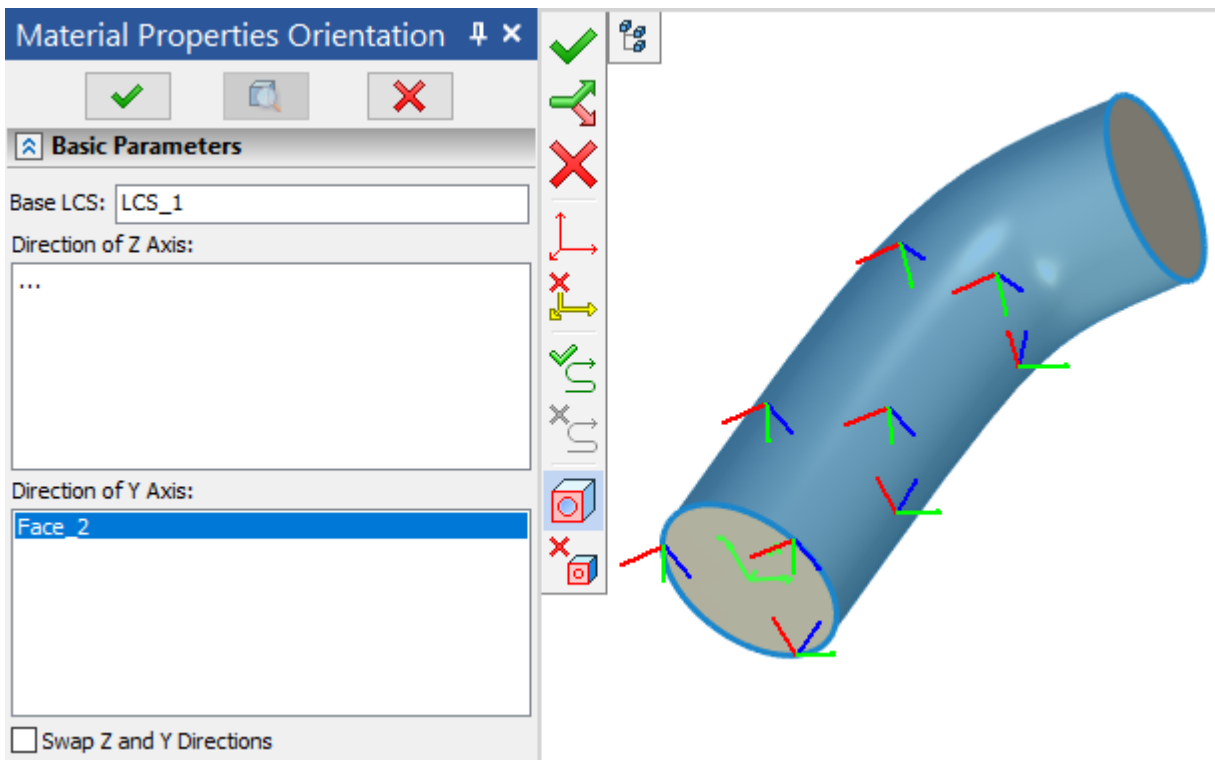 Material Properties Orientation
Basic Parameters
Base LCS: LCS_1
Direction of Z Axis:
...
Direction of Y Axis:
Face_2
Swap Z and Y Directions